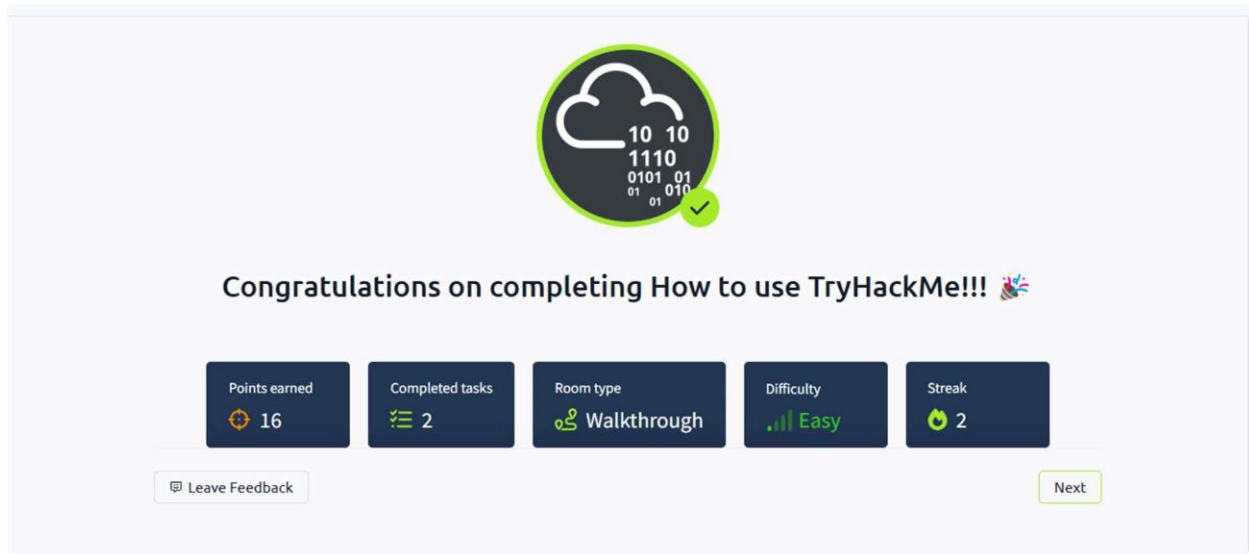 10 10
1110
0101 01
01 010
01
Congratulations on completing How to use TryHackMe!!! 🎉
Points earned
16
Completed tasks
2
Room type
Walkthrough
Difficulty
Easy
Streak
2
Leave Feedback
Next